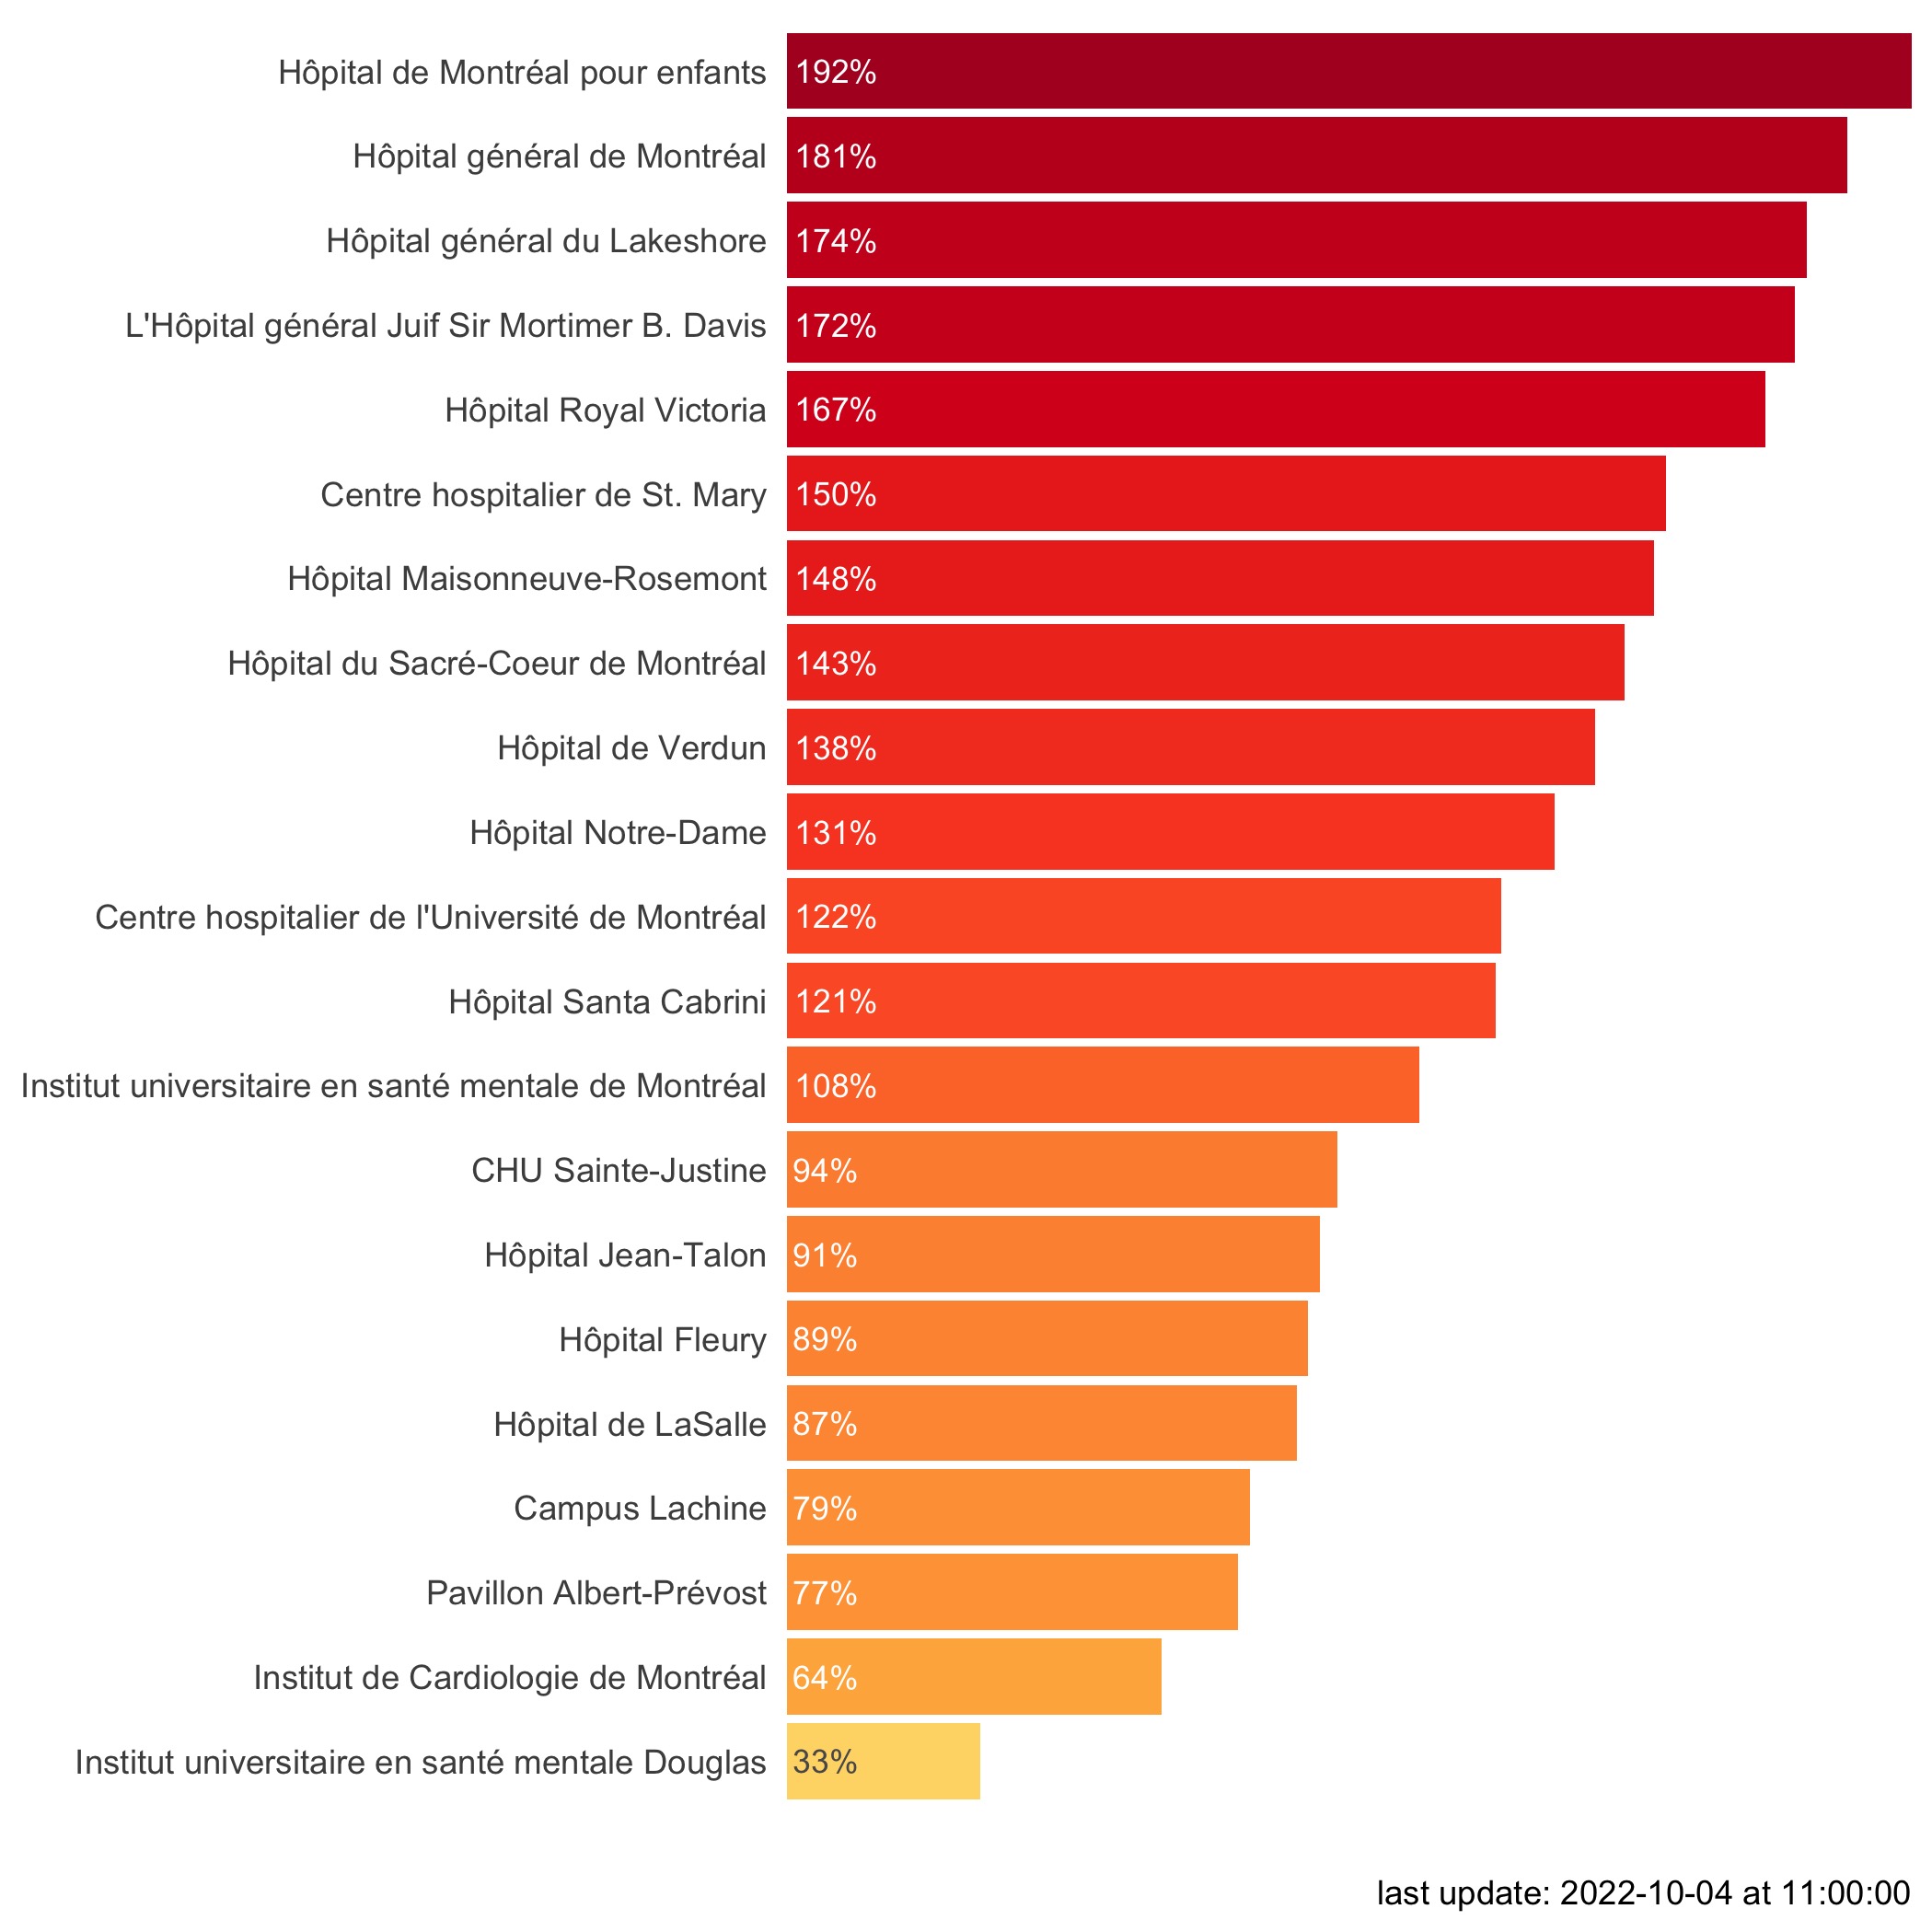 Hôpital de Montréal pour enfants 192%
Hôpital général de Montréal 181%
Hôpital général du Lakeshore 174%
L'Hôpital général Juif Sir Mortimer B. Davis 172%
Hôpital Royal Victoria 167%
Centre hospitalier de St. Mary 150%
Hôpital Maisonneuve-Rosemont 148%
Hôpital du Sacré-Coeur de Montréal 143%
Hôpital de Verdun 138%
Hôpital Notre-Dame 131%
Centre hospitalier de l'Université de Montréal 122%
Hôpital Santa Cabrini 121%
Institut universitaire en santé mentale de Montréal 108%
CHU Sainte-Justine 94%
Hôpital Jean-Talon 91%
Hôpital Fleury 89%
Hôpital de LaSalle 87%
Campus Lachine 79%
Pavillon Albert-Prévost 77%
Institut de Cardiologie de Montréal 64%
Institut universitaire en santé mentale Douglas 33%
last update: 2022-10-04 at 11:00:00